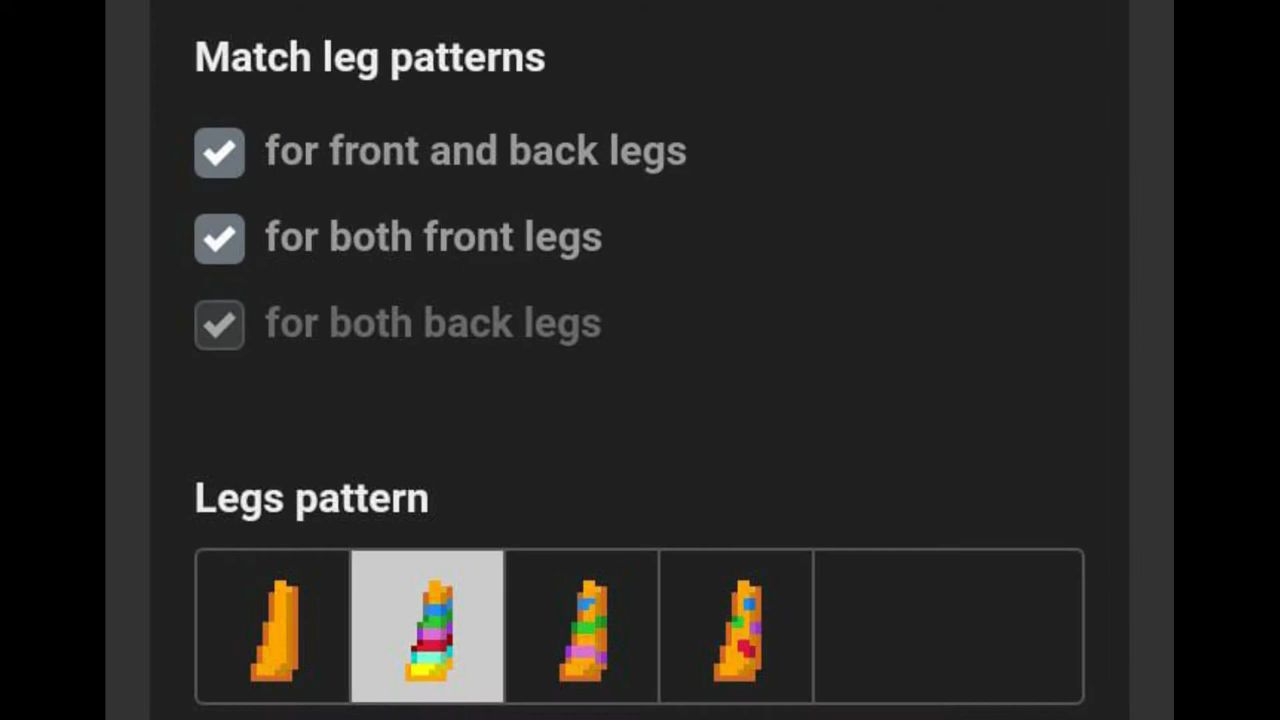 Match leg patterns
for front and back legs
for both front legs
for both back legs
Legs pattern